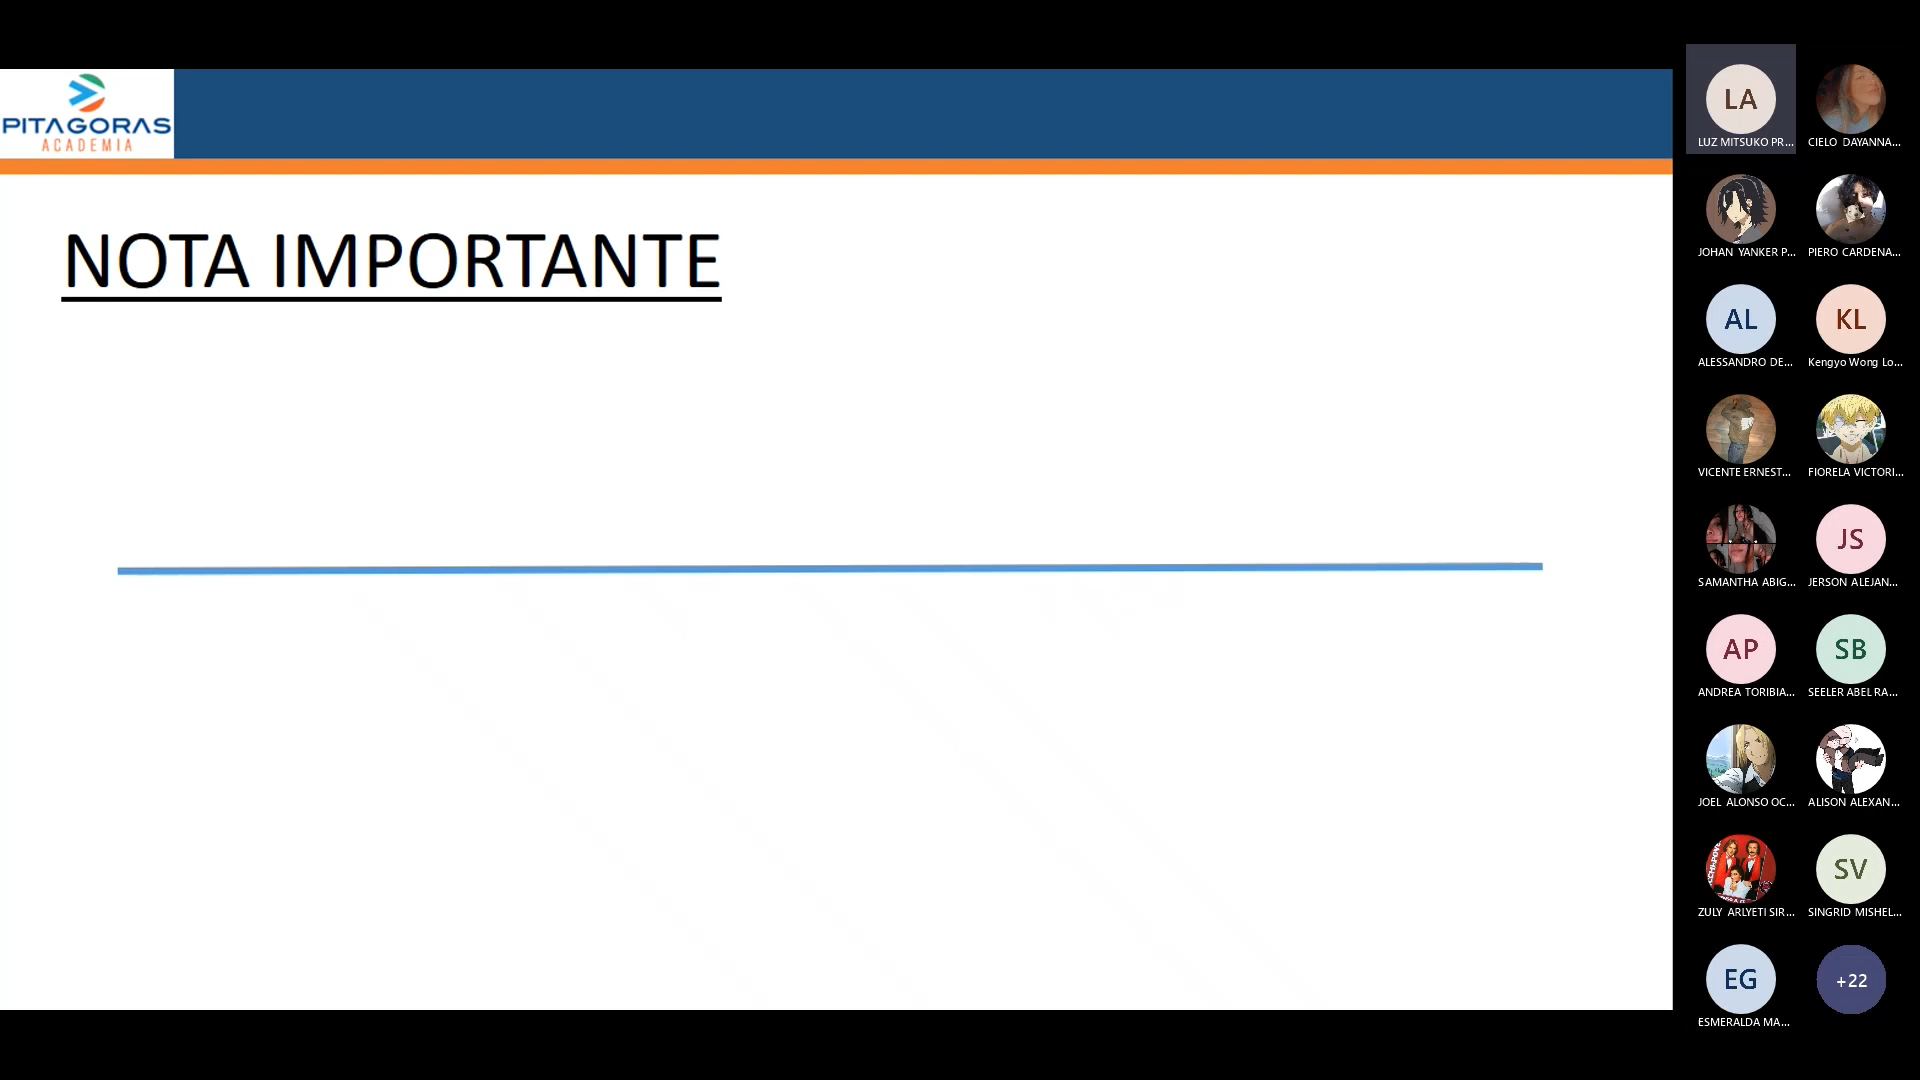 PITAGORAS
ACADEMIA
NOTA IMPORTANTE
LA
LUZ MITSUKO PR...
CIELO DAYANNA...
JOHAN YANKER P...
PIERO CARDENA...
AL
ALESSANDRO DE...
KL
Kengyo Wong Lo...
VICENTE ERNEST...
FIORELA VICTORI...
SAMANTHA ABIG...
JS
JERSON ALEJAN...
AP
ANDREA TORIBIA...
SB
SEELER ABEL RA...
JOEL ALONSO OC...
ALISON ALEXAN...
ZULY ARLYETI SIR...
SV
SINGRID MISHEL...
EG
ESMERALDA MA...
+22